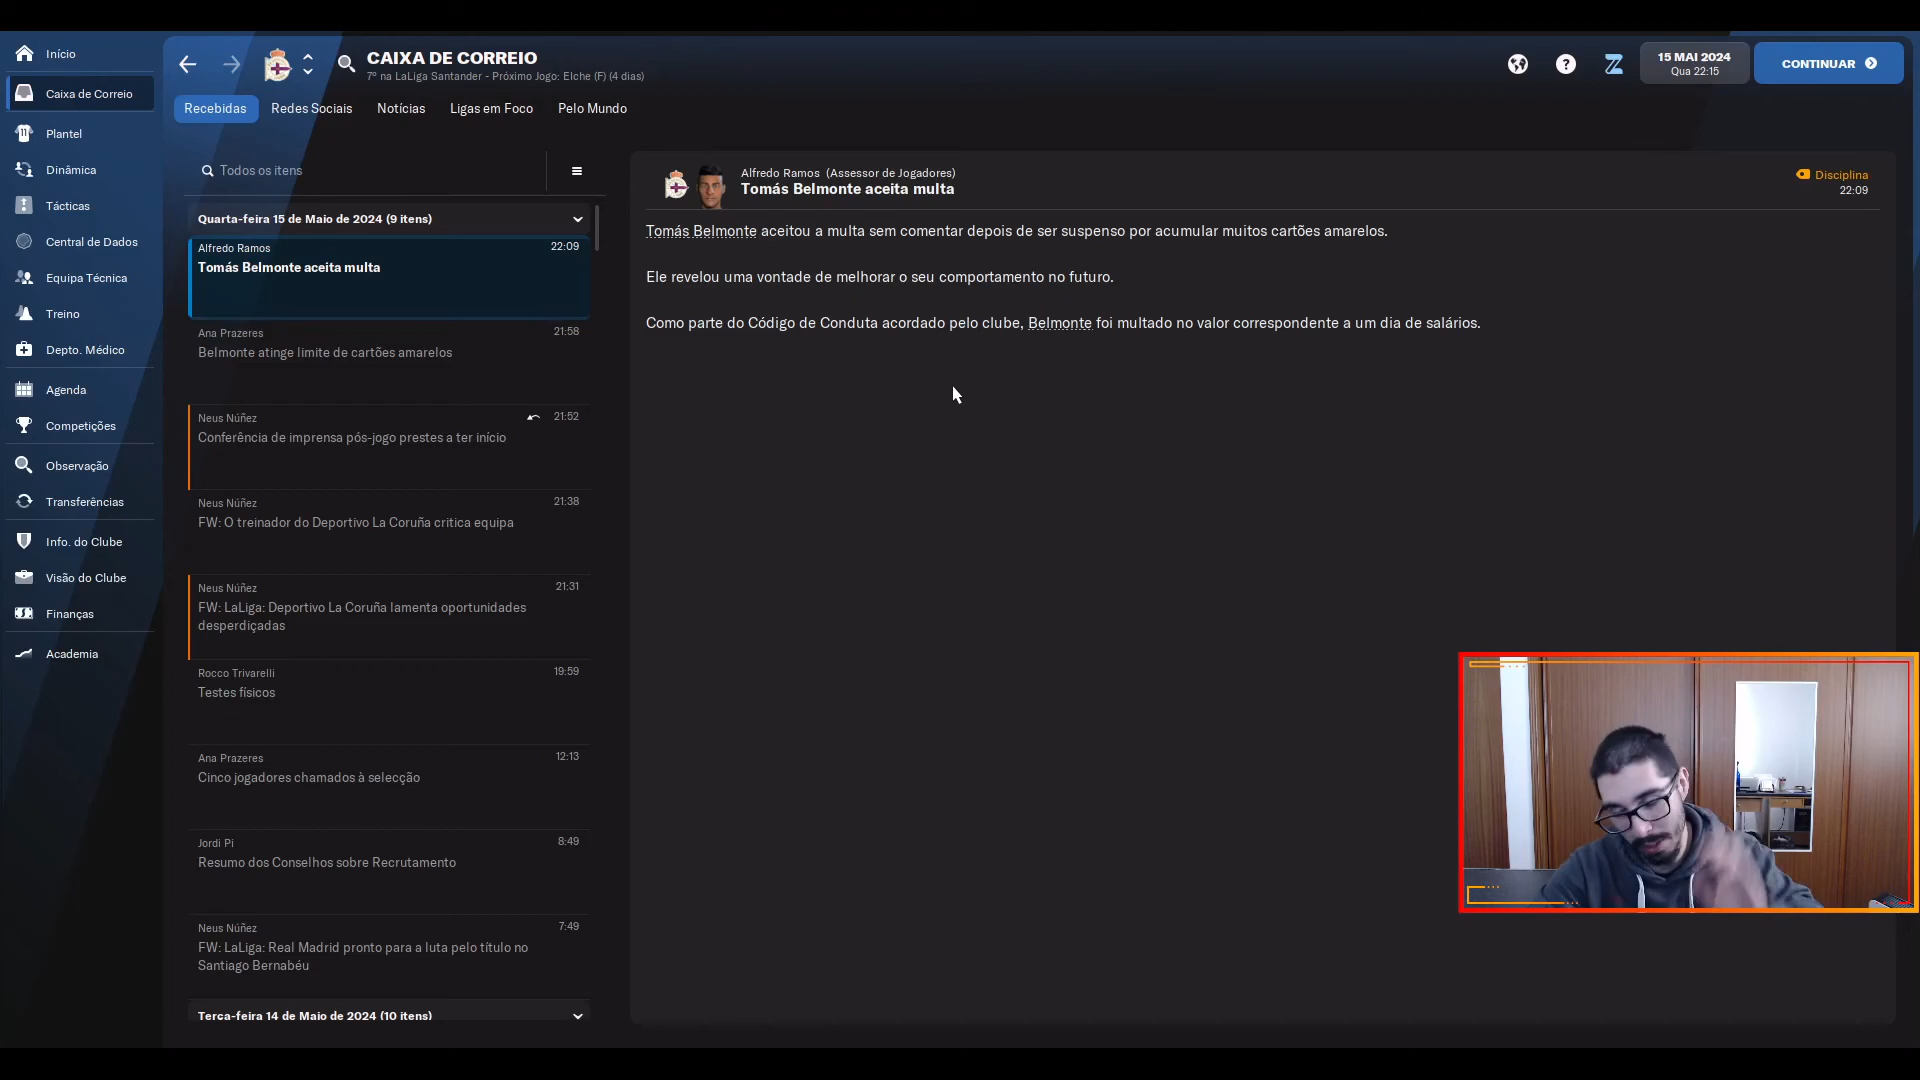 Início
Caixa de Correio
Plantel
Dinâmica
Tácticas
Central de Dados
Equipa Técnica
Treino
Depto. Médico
Agenda
Competições
Observação
Transferências
Info. do Clube
Visão do Clube
Finanças
Academia
CAIXA DE CORREIO
7º na LaLiga Santander - Próximo Jogo: Elche (F) (4 dias)
15 MAI 2024
Qua 22:15
CONTINUAR
Recebidas
Redes Sociais
Notícias
Ligas em Foco
Pelo Mundo
Todos os itens
Quarta-feira 15 de Maio de 2024 (9 itens)
Alfredo Ramos 22:09
Tomás Belmonte aceita multa
Ana Prazeres 21:58
Belmonte atinge limite de cartões amarelos
Neus Núñez 21:52
Conferência de imprensa pós-jogo prestes a ter início
Neus Núñez 21:38
FW: O treinador do Deportivo La Coruña critica equipa
Neus Núñez 21:31
FW: LaLiga: Deportivo La Coruña lamenta oportunidades
desperdiçadas
Rocco Trivarelli 19:59
Testes físicos
Ana Prazeres 12:13
Cinco jogadores chamados à selecção
Jordi Pi 8:49
Resumo dos Conselhos sobre Recrutamento
Neus Núñez 7:49
FW: LaLiga: Real Madrid pronto para a luta pelo título no
Santiago Bernabéu
Terça-feira 14 de Maio de 2024 (10 itens)
Alfredo Ramos (Assessor de Jogadores)
Tomás Belmonte aceita multa
Disciplina
22:09
Tomás Belmonte aceitou a multa sem comentar depois de ser suspenso por acumular muitos cartões amarelos.
Ele revelou uma vontade de melhorar o seu comportamento no futuro.
Como parte do Código de Conduta acordado pelo clube, Belmonte foi multado no valor correspondente a um dia de salários.